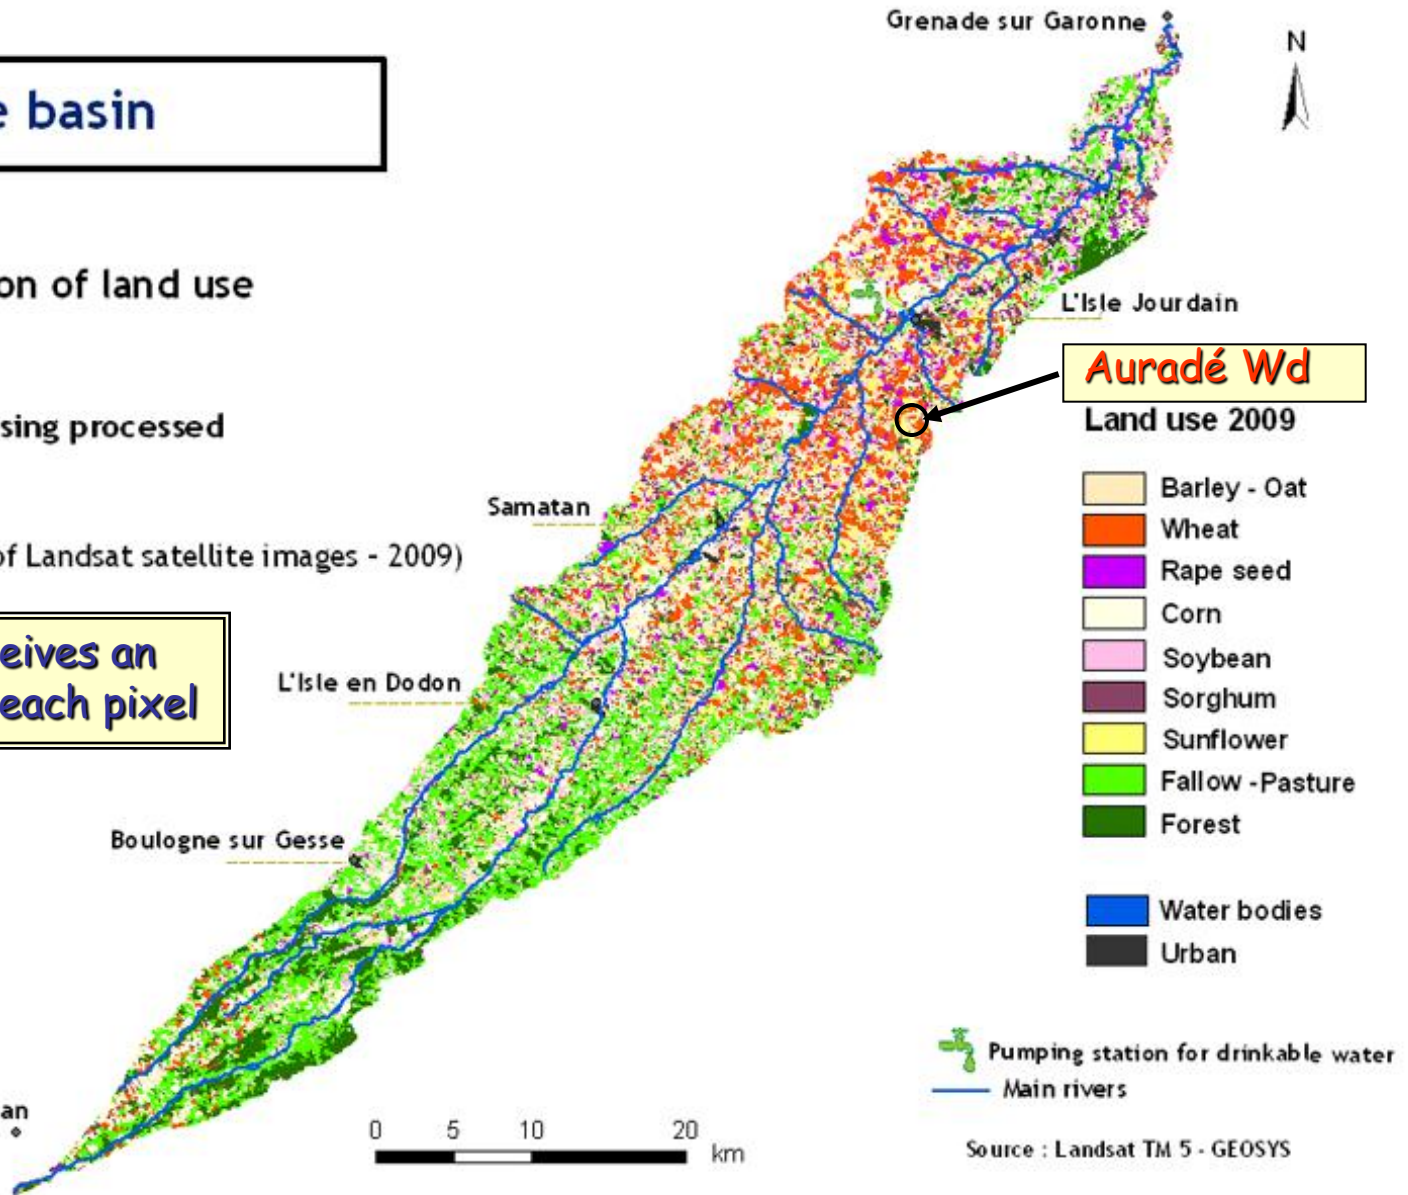 Grenade sur Garonne
N
e basin
on of land use
L'Isle Jourdain
Auradé Wd
sing processed
Land use 2009
Barley - Oat
Wheat
Rape seed
Corn
Soybean
Sorghum
Sunflower
Fallow -Pasture
Forest
Water bodies
Urban
Samatan
of Landsat satellite images - 2009)
eives an
each pixel
L'Isle en Dodon
Boulogne sur Gesse
an
0 5 10 20
km
Pumping station for drinkable water
Main rivers
Source : Landsat TM 5 - GEOSYS